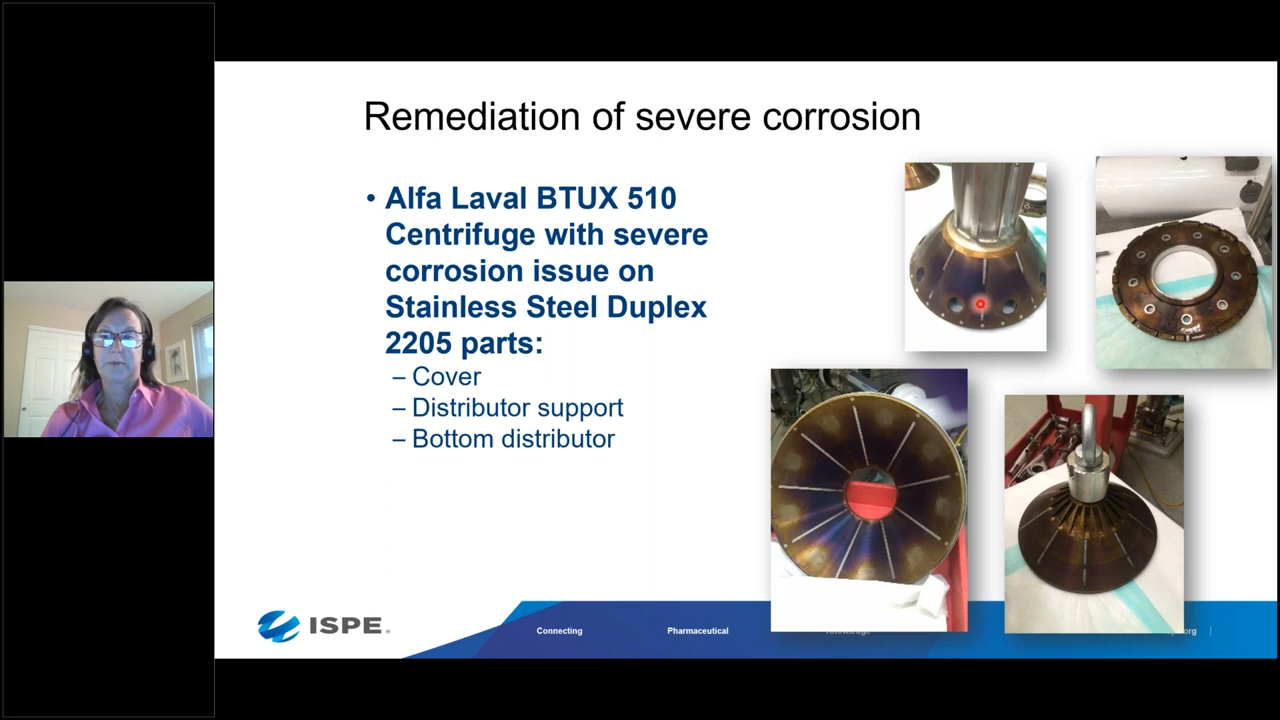 Remediation of severe corrosion
• Alfa Laval BTUX 510
Centrifuge with severe
corrosion issue on
Stainless Steel Duplex
2205 parts:
– Cover
– Distributor support
– Bottom distributor
ISPE
Connecting
Pharmaceutical
Knowledge